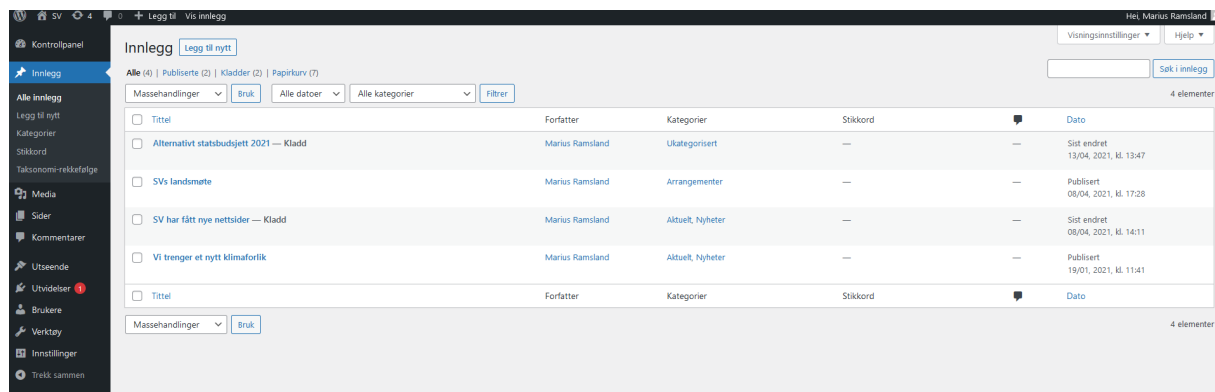 SV 4 0 + Legg til Vis innlegg Hei, Marius Ramsland
Kontrollpanel
Innlegg
Alle innlegg
Legg til nytt
Kategorier
Stikkord
Taksonomi-rekkefølge
Media
Sider
Kommentarer
Utseende
Utvidelser 1
Brukere
Verktøy
Innstillinger
Trekk sammen
Visningsinnstillinger ▼ Hjelp ▼
Innlegg Legg til nytt
Alle (4) | Publiserte (2) | Kladder (2) | Papirkurv (7)
Søk i innlegg
Massehandlinger Bruk Alle datoer Alle kategorier Filtrer 4 elementer
Tittel Forfatter Kategorier Stikkord Dato
Alternativt statsbudsjett 2021 — Kladd Marius Ramsland Ukategorisert — — Sist endret
13/04, 2021, kl. 13:47
SVs landsmøte Marius Ramsland Arrangementer — — Publisert
08/04, 2021, kl. 17:28
SV har fått nye nettsider — Kladd Marius Ramsland Aktuelt, Nyheter — — Sist endret
08/04, 2021, kl. 14:11
Vi trenger et nytt klimaforlik Marius Ramsland Aktuelt, Nyheter — — Publisert
19/01, 2021, kl. 11:41
Tittel Forfatter Kategorier Stikkord Dato
Massehandlinger Bruk 4 elementer